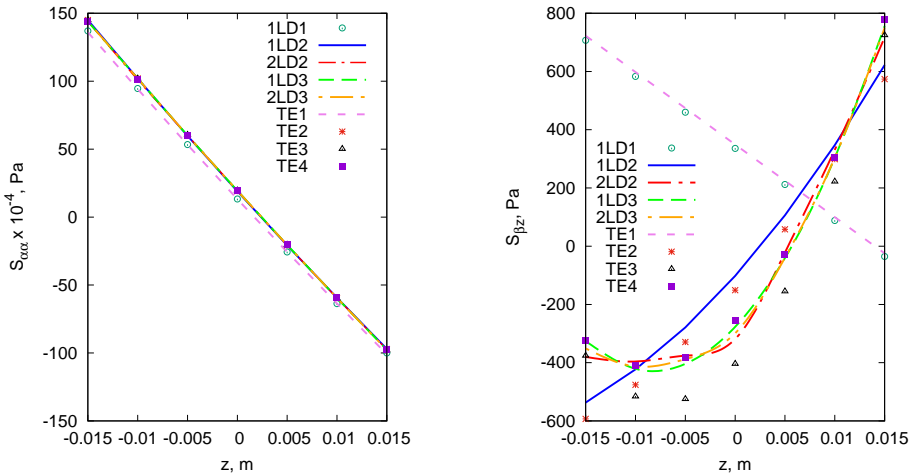 150
100
50
0
-50
-100
-150
-0.015 -0.01 -0.005 0 0.005 0.01 0.015
z, m
Sαα x 10-4, Pa
1LD1
1LD2
2LD2
1LD3
2LD3
TE1
TE2
TE3
TE4
800
600
400
200
0
-200
-400
-600
-0.015 -0.01 -0.005 0 0.005 0.01 0.015
z, m
Sβz, Pa
1LD1
1LD2
2LD2
1LD3
2LD3
TE1
TE2
TE3
TE4